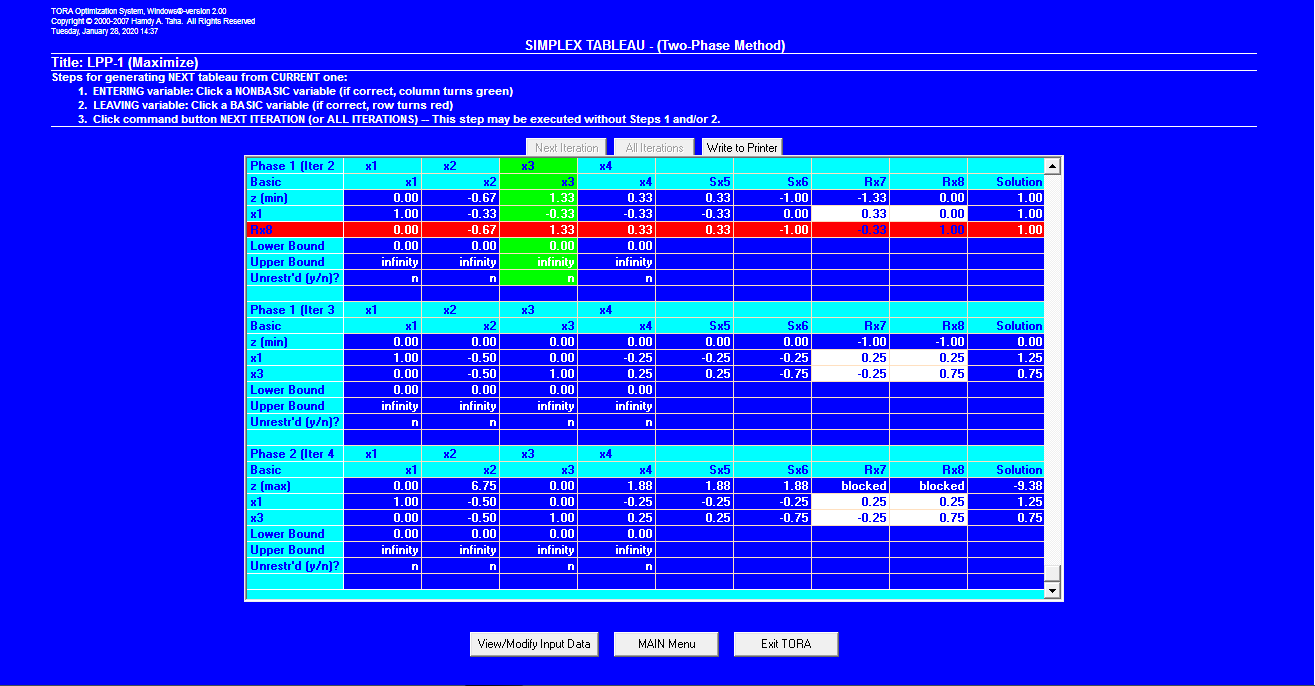 TORA Optimization System, Windows®-version 2.00
Copyright © 2000-2007 Hamdy A. Taha. All Rights Reserved
Tuesday, January 28, 2020 14:37
SIMPLEX TABLEAU - (Two-Phase Method)
Title: LPP-1 (Maximize)
Steps for generating NEXT tableau from CURRENT one:
1. ENTERING variable: Click a NONBASIC variable (if correct, column turns green)
2. LEAVING variable: Click a BASIC variable (if correct, row turns red)
3. Click command button NEXT ITERATION (or ALL ITERATIONS) -- This step may be executed without Steps 1 and/or 2.
Next Iteration All Iterations Write to Printer
Phase 1 (Iter 2 x1 x2 x3 x4
Basic x1 x2 x3 x4 Sx5 Sx6 Rx7 Rx8 Solution
z (min) 0.00 -0.67 1.33 0.33 0.33 -1.00 -1.33 0.00 1.00
x1 1.00 -0.33 -0.33 -0.33 -0.33 0.00 0.33 0.00 1.00
Rx8 0.00 -0.67 1.33 0.33 0.33 -1.00 -0.33 1.00 1.00
Lower Bound 0.00 0.00 0.00 0.00
Upper Bound infinity infinity infinity infinity
Unrestr'd (y/n)? n n n n
Phase 1 (Iter 3 x1 x2 x3 x4
Basic x1 x2 x3 x4 Sx5 Sx6 Rx7 Rx8 Solution
z (min) 0.00 0.00 0.00 0.00 0.00 0.00 -1.00 -1.00 0.00
x1 1.00 -0.50 0.00 -0.25 -0.25 -0.25 0.25 0.25 1.25
x3 0.00 -0.50 1.00 0.25 0.25 -0.75 -0.25 0.75 0.75
Lower Bound 0.00 0.00 0.00 0.00
Upper Bound infinity infinity infinity infinity
Unrestr'd (y/n)? n n n n
Phase 2 (Iter 4 x1 x2 x3 x4
Basic x1 x2 x3 x4 Sx5 Sx6 Rx7 Rx8 Solution
z (max) 0.00 6.75 0.00 1.88 1.88 1.88 blocked blocked -9.38
x1 1.00 -0.50 0.00 -0.25 -0.25 -0.25 0.25 0.25 1.25
x3 0.00 -0.50 1.00 0.25 0.25 -0.75 -0.25 0.75 0.75
Lower Bound 0.00 0.00 0.00 0.00
Upper Bound infinity infinity infinity infinity
Unrestr'd (y/n)? n n n n
View/Modify Input Data MAIN Menu Exit TORA